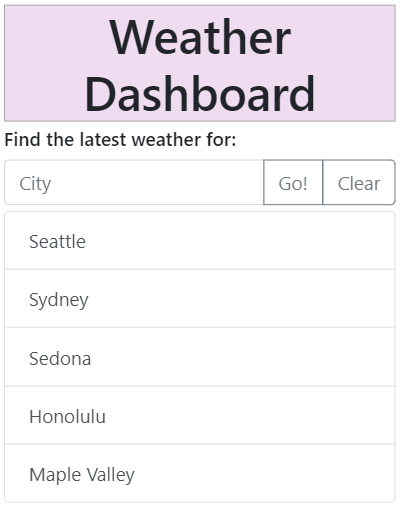 Weather
Dashboard
Find the latest weather for:
City Go! Clear
Seattle
Sydney
Sedona
Honolulu
Maple Valley